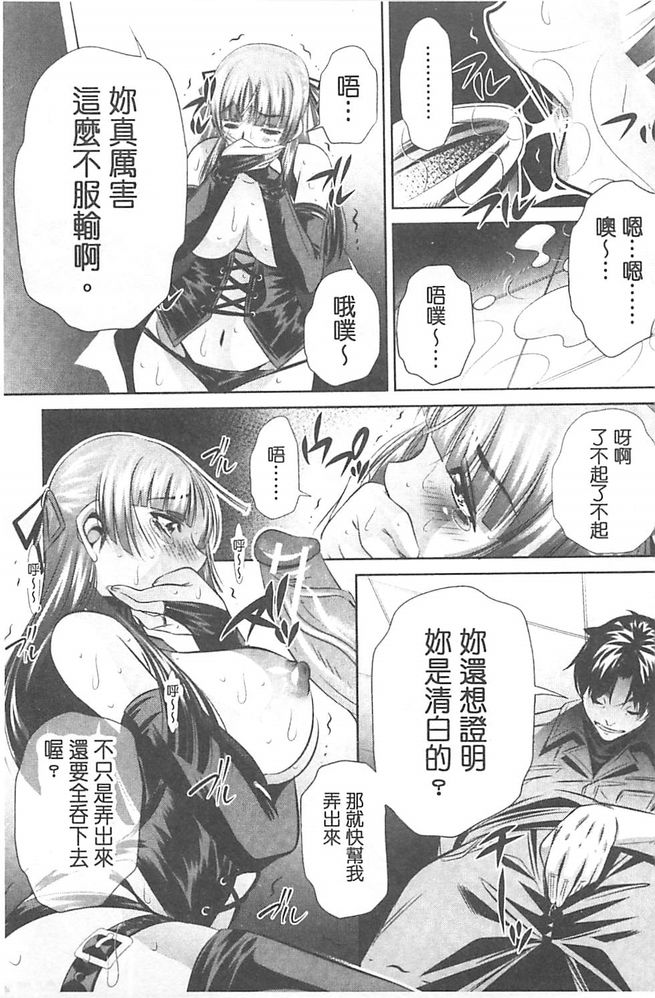 ………
………
嗯…嗯……
噢～…
唔噗～…
唔…
妳真厲害
這麼不服輸啊。
哦噗～
呀啊
了不起了不起
唔…
呼～
呼～
呼～
妳還想證明
妳是清白的？
那就快幫我
弄出來
不只是弄出來
還要全吞下去
喔？